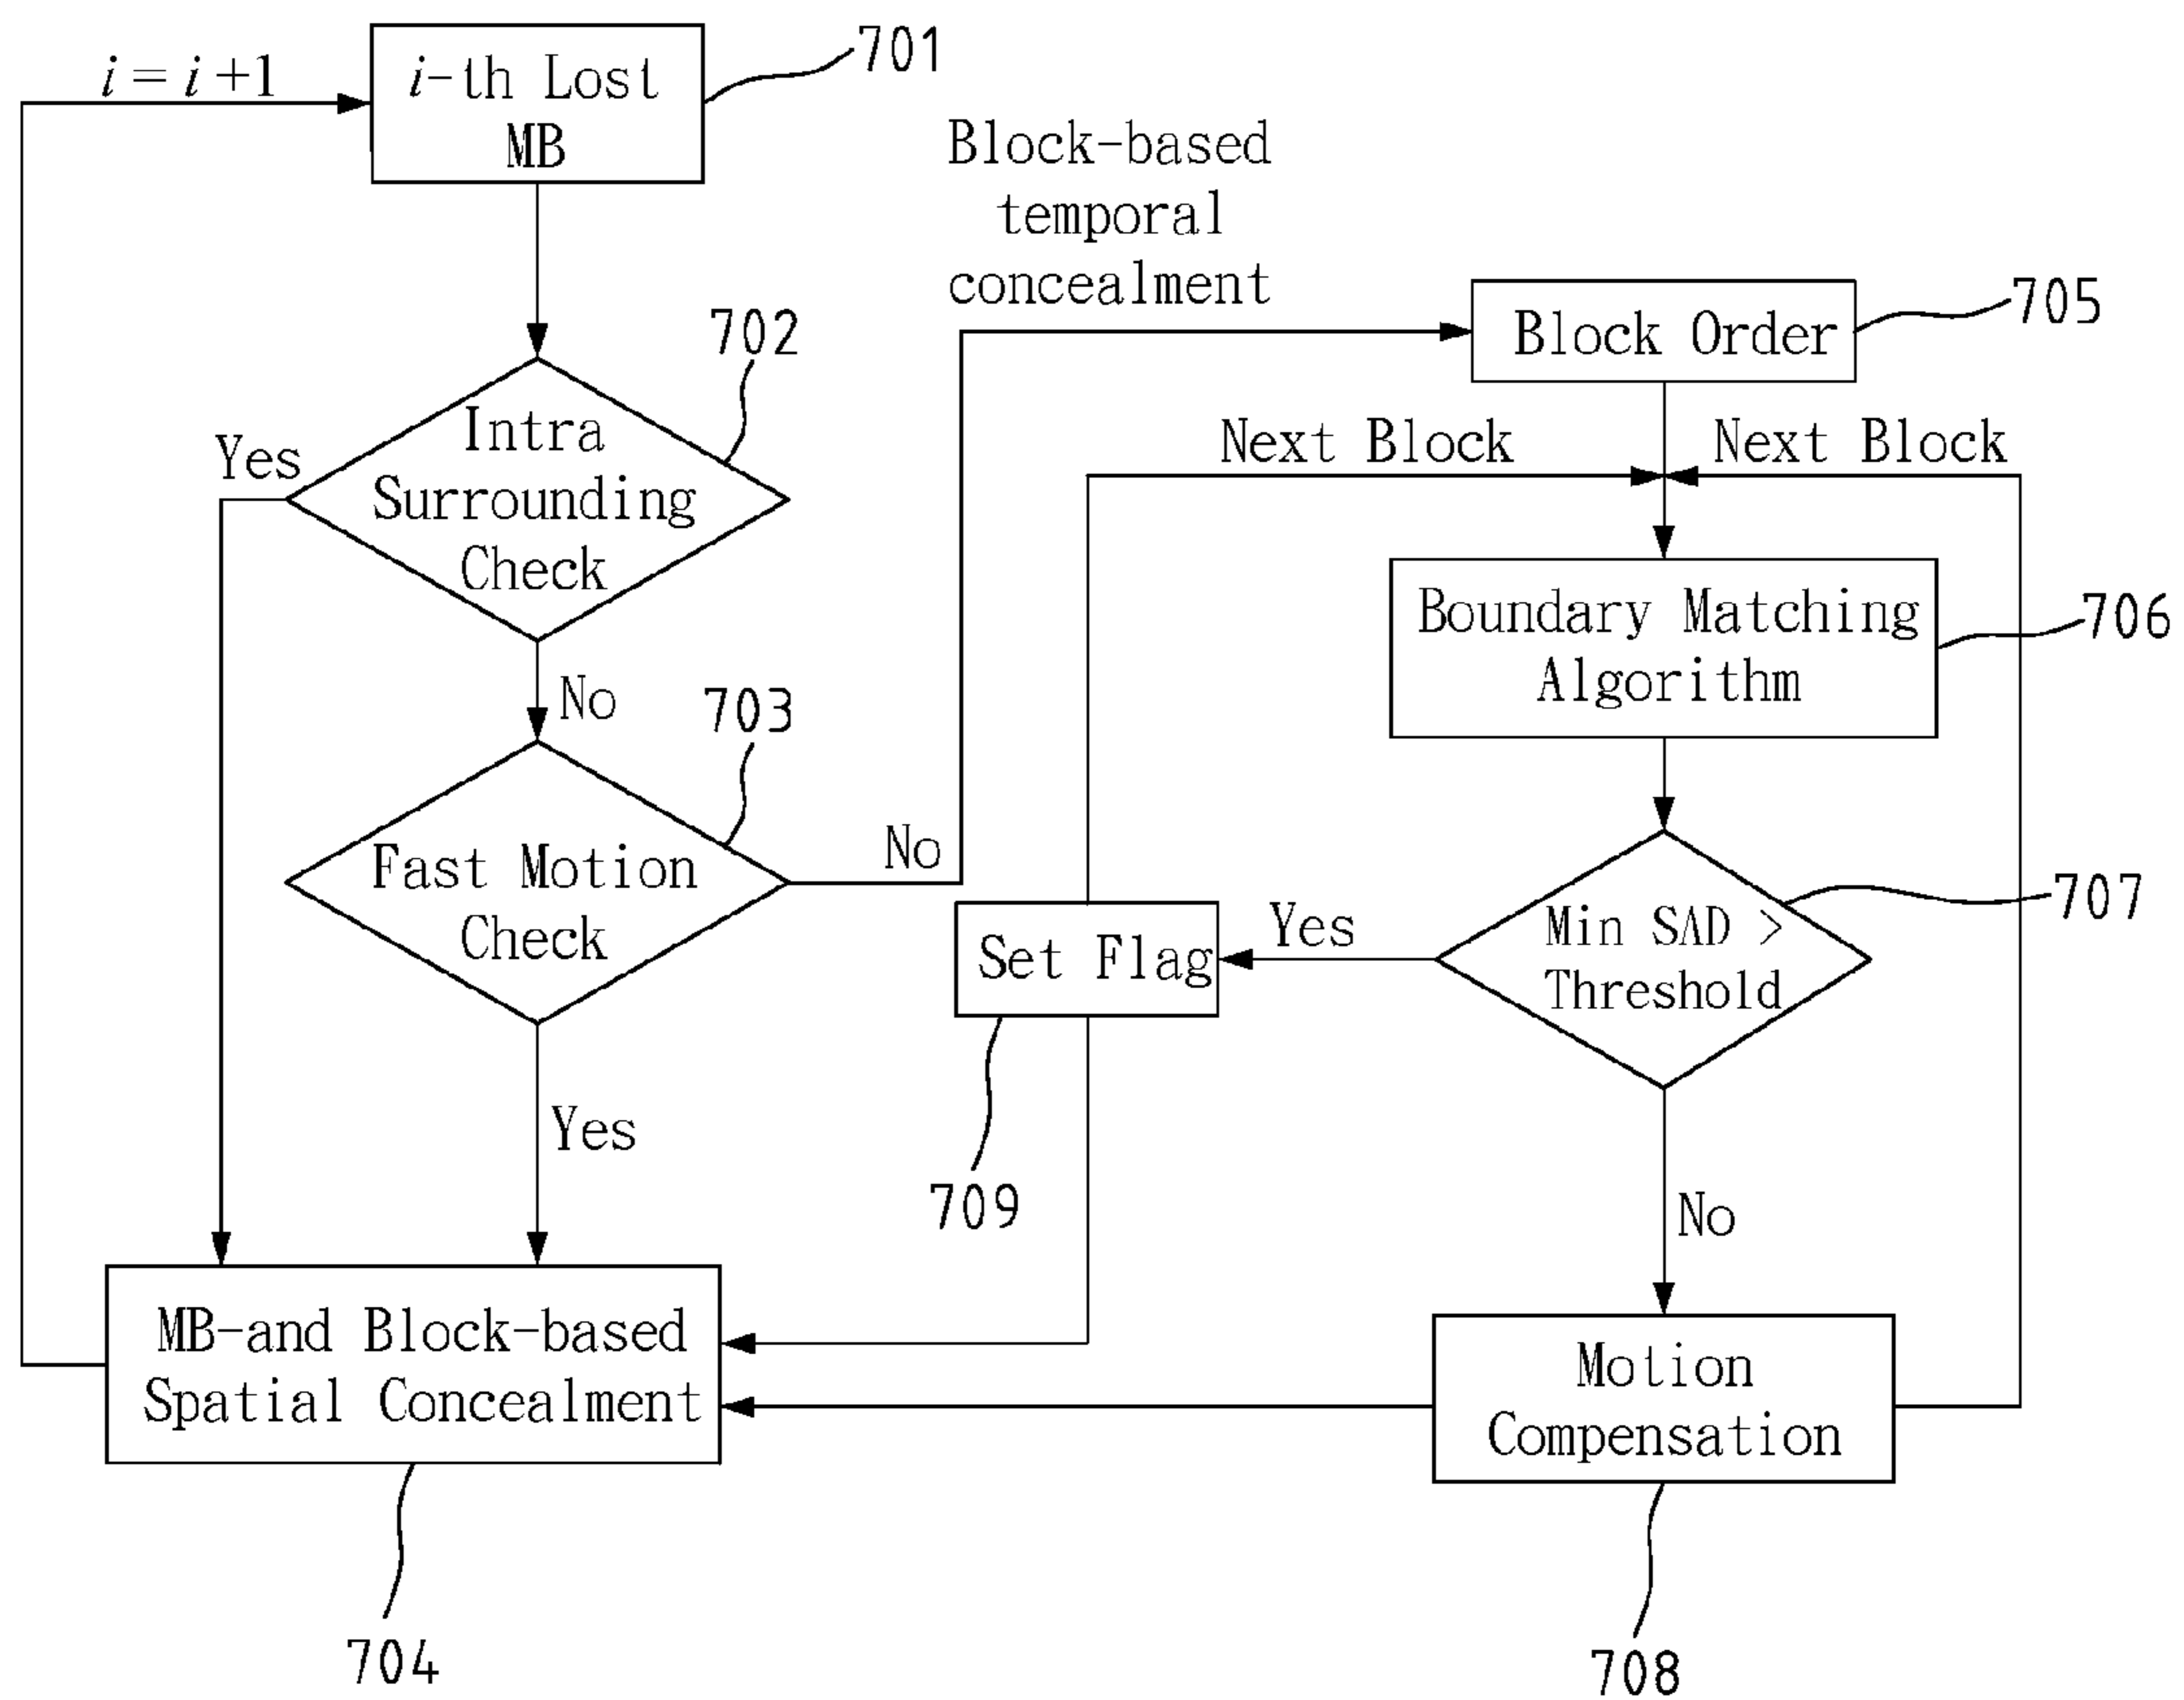 i = i +1
i-th Lost
MB
701
Block-based
temporal
concealment
702
Intra
Surrounding
Check
Yes
No
703
Fast Motion
Check
No
Yes
MB-and Block-based
Spatial Concealment
704
Block Order
705
Next Block
Next Block
Boundary Matching
Algorithm
706
Min SAD >
Threshold
707
Yes
Set Flag
709
No
Motion
Compensation
708